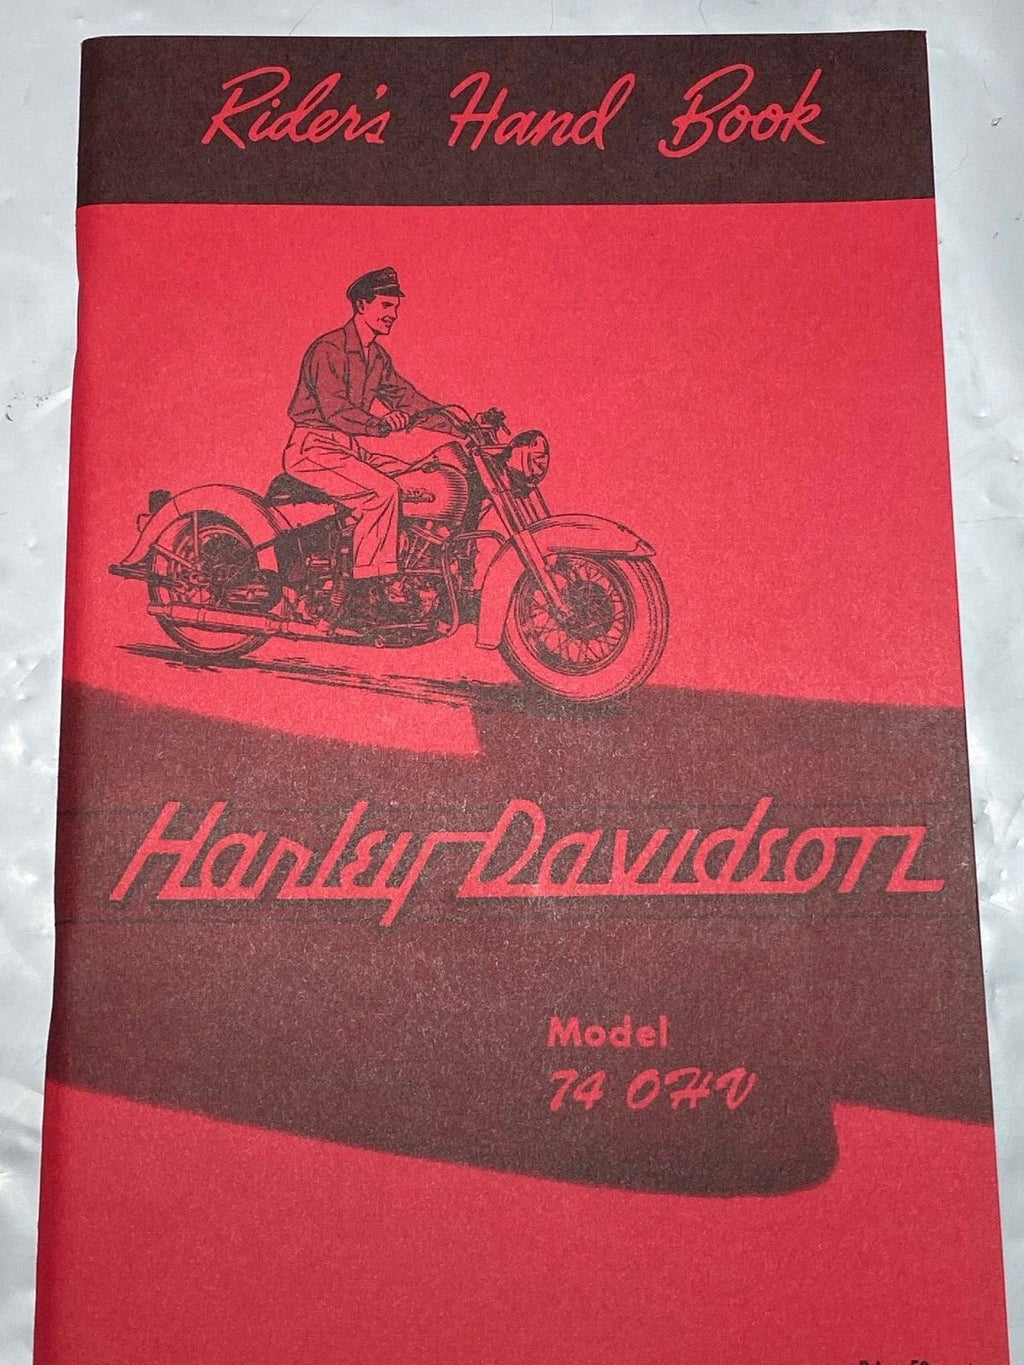 Rider's Hand Book
Harley-Davidson
Model
74 OHV